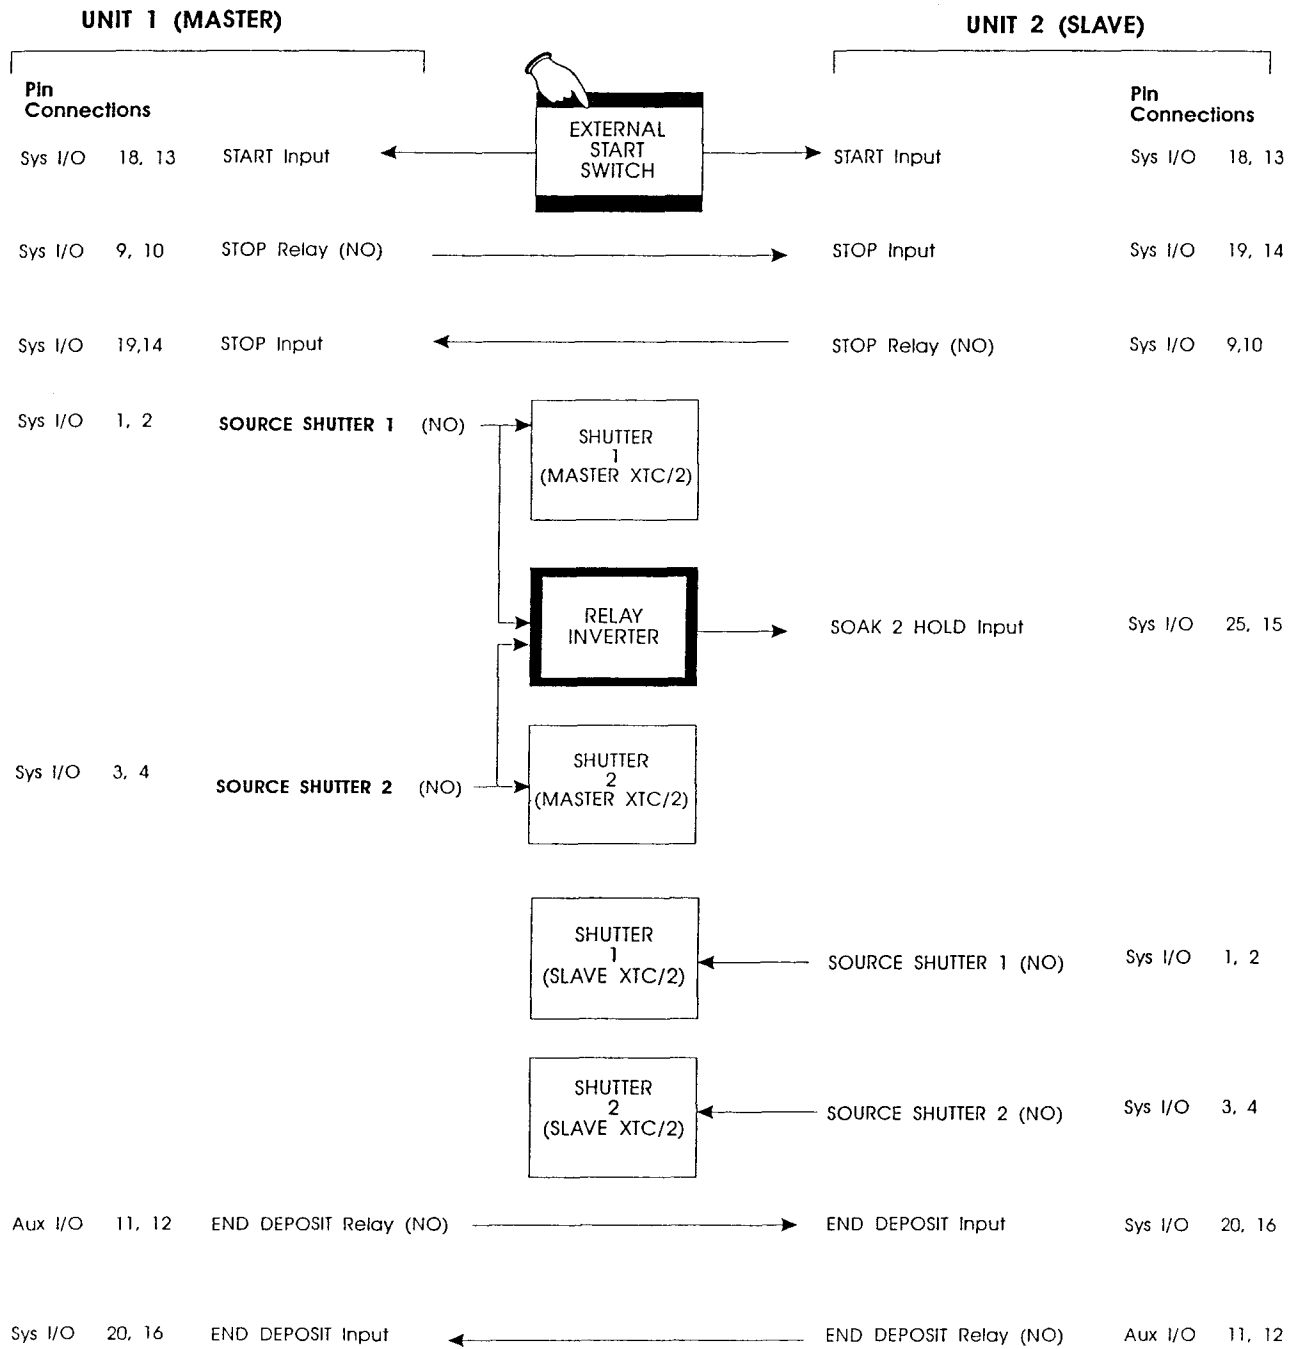 UNIT 1 (MASTER)
UNIT 2 (SLAVE)
Pin
Connections
Pin
Connections
EXTERNAL
START
SWITCH
Sys I/O 18, 13 START Input
START Input Sys I/O 18, 13
Sys I/O 9, 10 STOP Relay (NO)
STOP Input Sys I/O 19, 14
Sys I/O 19,14 STOP Input
STOP Relay (NO) Sys I/O 9,10
Sys I/O 1, 2 SOURCE SHUTTER 1 (NO)
SHUTTER
1
(MASTER XTC/2)
RELAY
INVERTER
SOAK 2 HOLD Input Sys I/O 25, 15
Sys I/O 3, 4 SOURCE SHUTTER 2 (NO)
SHUTTER
2
(MASTER XTC/2)
SHUTTER
1
(SLAVE XTC/2)
SOURCE SHUTTER 1 (NO) Sys I/O 1, 2
SHUTTER
2
(SLAVE XTC/2)
SOURCE SHUTTER 2 (NO) Sys I/O 3, 4
Aux I/O 11, 12 END DEPOSIT Relay (NO)
END DEPOSIT Input Sys I/O 20, 16
Sys I/O 20, 16 END DEPOSIT Input
END DEPOSIT Relay (NO) Aux I/O 11, 12